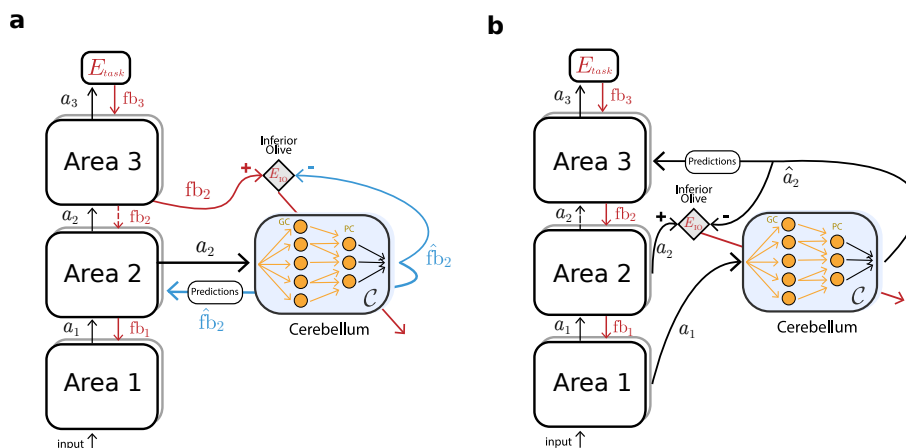 a
E_task
a_3
fb_3
Area 3
Inferior
Olive
+
-
E_IO
fb_2
a_2
fb_2
Area 2
a_2
GC
PC
f̂b_2
Predictions
C
f̂b_2
Cerebellum
a_1
fb_1
Area 1
input
b
E_task
a_3
fb_3
Area 3
Predictions
â_2
Inferior
Olive
+
-
E_IO
a_2
fb_2
a_2
Area 2
GC
PC
C
Cerebellum
a_1
fb_1
a_1
Area 1
input